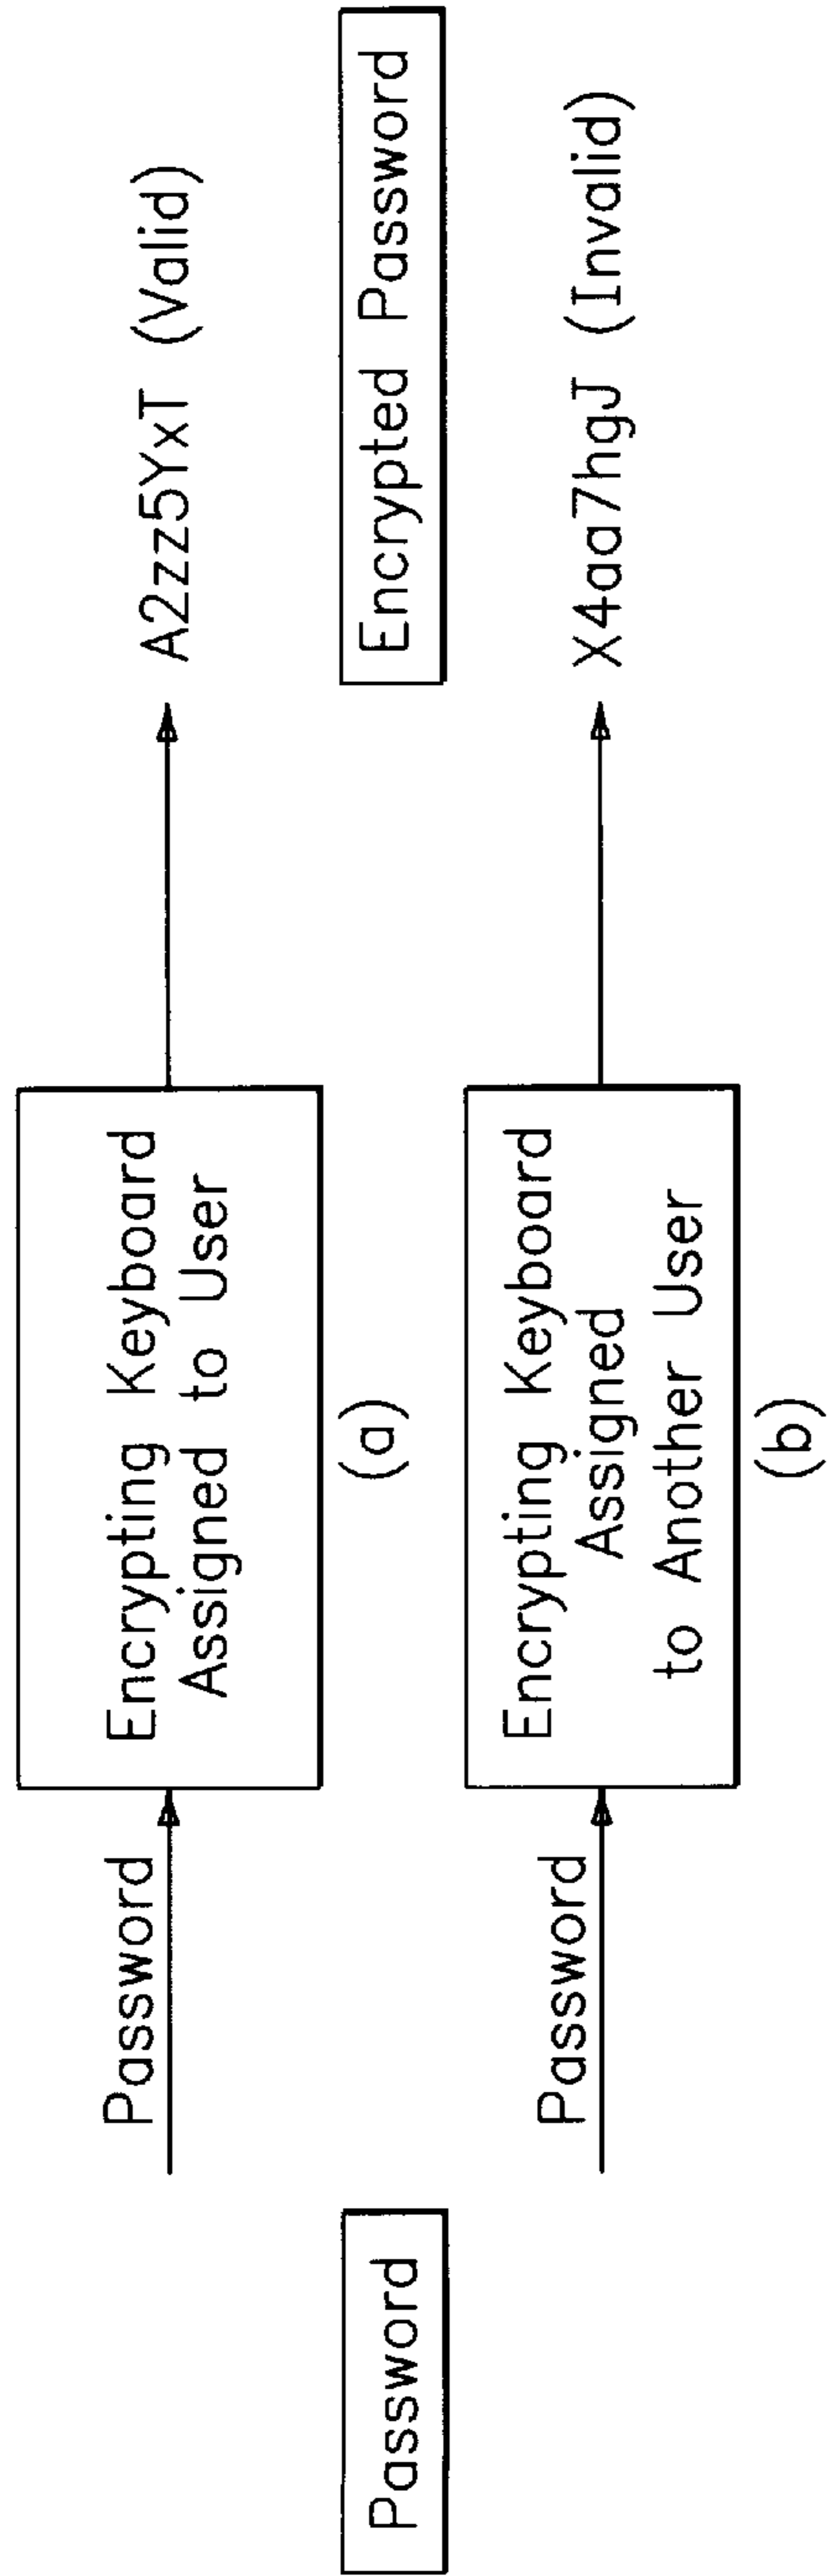 Password
Encrypting Keyboard
Assigned to User
A2zz5YxT (Valid)
(a)
Password
Encrypted Password
Password
Encrypting Keyboard
Assigned
to Another User
X4aa7hgJ (Invalid)
(b)